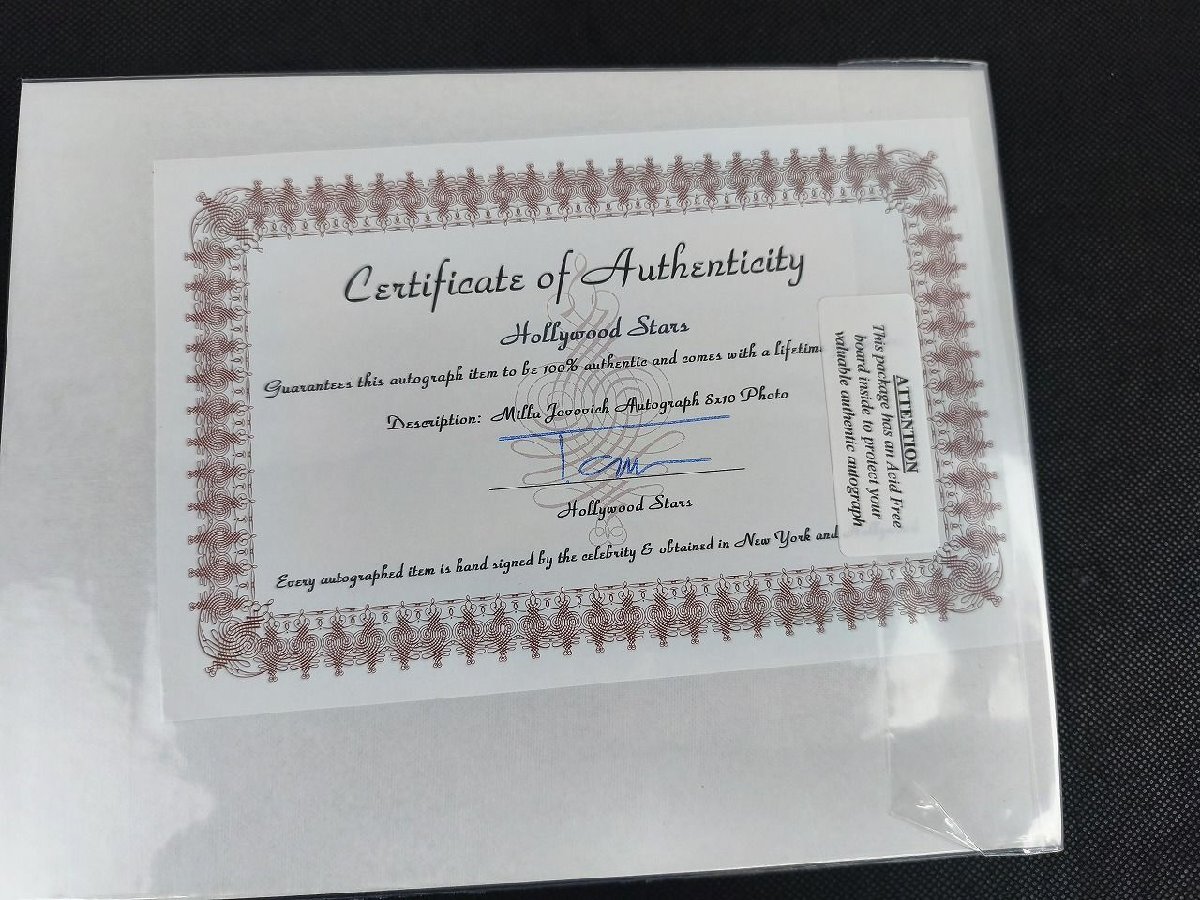 Certificate of Authenticity
Hollywood Stars
Guarantees this autograph item to be 100% authentic and comes with a lifetim
Description: Millu Jovovich Autograph 8x10 Photo
Hollywood Stars
Every autographed item is hand signed by the celebrity & obtained in New York and
ATTENTION
This package has an Acid Free
board inside to protect your
valuable authentic autograph